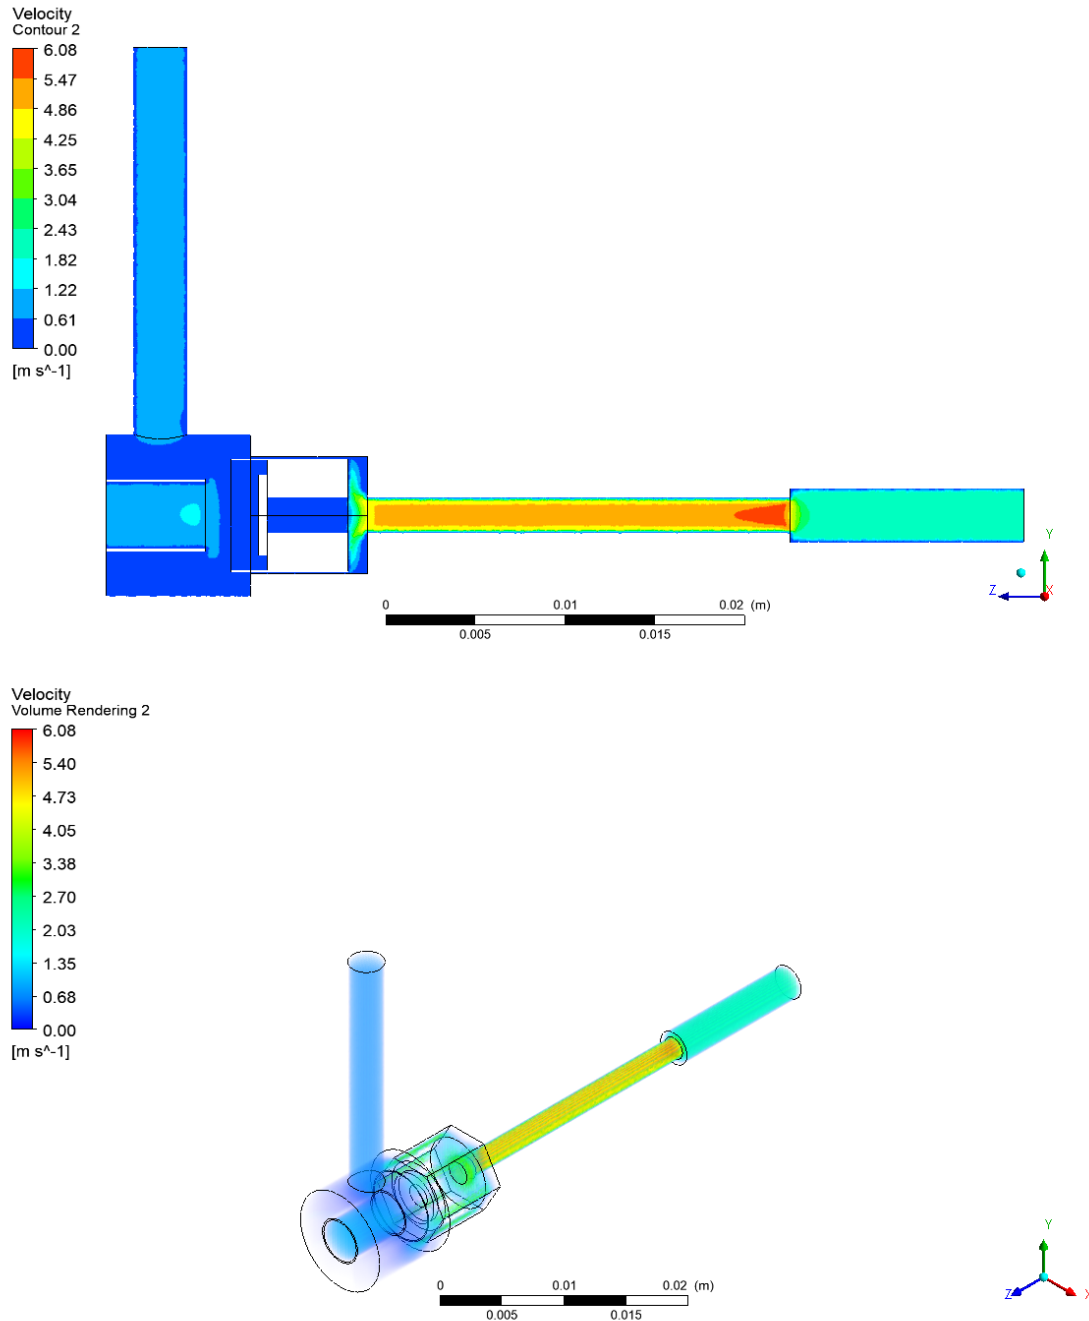 Velocity
Contour 2
6.08
5.47
4.86
4.25
3.65
3.04
2.43
1.82
1.22
0.61
0.00
[m s^-1]
Y
Z X
0 0.01 0.02 (m)
0.005 0.015
Velocity
Volume Rendering 2
6.08
5.40
4.73
4.05
3.38
2.70
2.03
1.35
0.68
0.00
[m s^-1]
Y
Z X
0 0.01 0.02 (m)
0.005 0.015